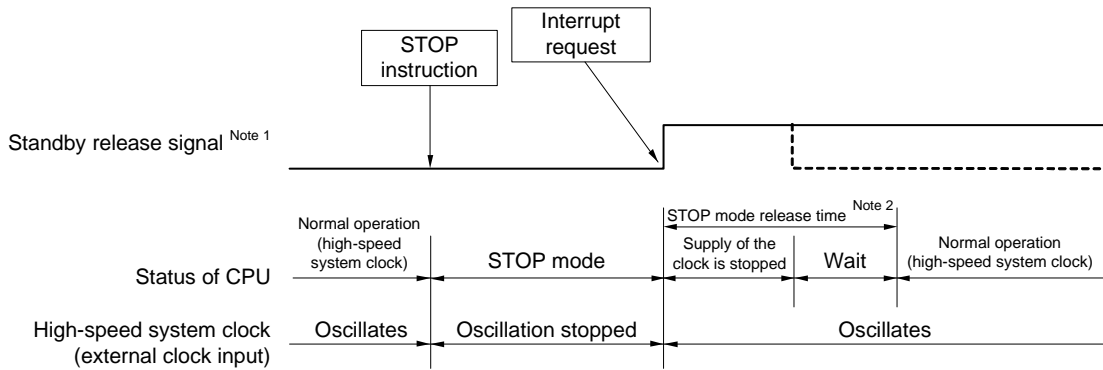 STOP
instruction
Interrupt
request
Standby release signal Note 1
STOP mode release time Note 2
Normal operation
(high-speed
system clock)
STOP mode
Supply of the
clock is stopped
Wait
Normal operation
(high-speed system clock)
Status of CPU
High-speed system clock
(external clock input)
Oscillates
Oscillation stopped
Oscillates